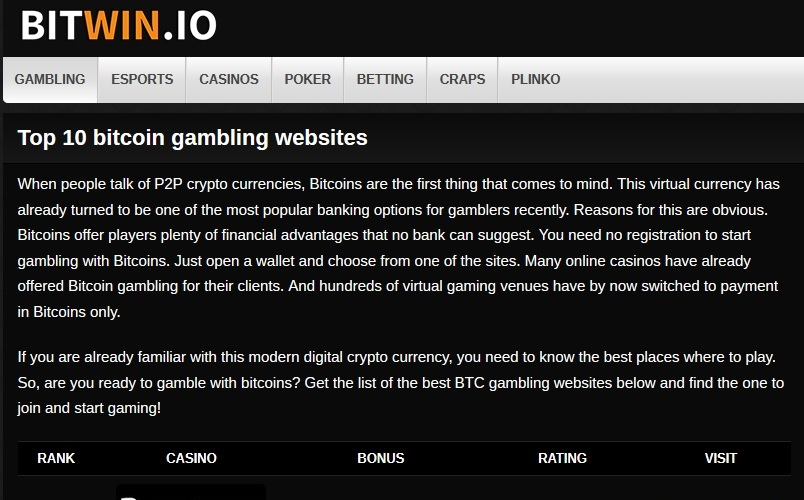 BITWIN.IO
GAMBLING ESPORTS CASINOS POKER BETTING CRAPS PLINKO
Top 10 bitcoin gambling websites
When people talk of P2P crypto currencies, Bitcoins are the first thing that comes to mind. This virtual currency has
already turned to be one of the most popular banking options for gamblers recently. Reasons for this are obvious.
Bitcoins offer players plenty of financial advantages that no bank can suggest. You need no registration to start
gambling with Bitcoins. Just open a wallet and choose from one of the sites. Many online casinos have already
offered Bitcoin gambling for their clients. And hundreds of virtual gaming venues have by now switched to payment
in Bitcoins only.
If you are already familiar with this modern digital crypto currency, you need to know the best places where to play.
So, are you ready to gamble with bitcoins? Get the list of the best BTC gambling websites below and find the one to
join and start gaming!
RANK CASINO BONUS RATING VISIT